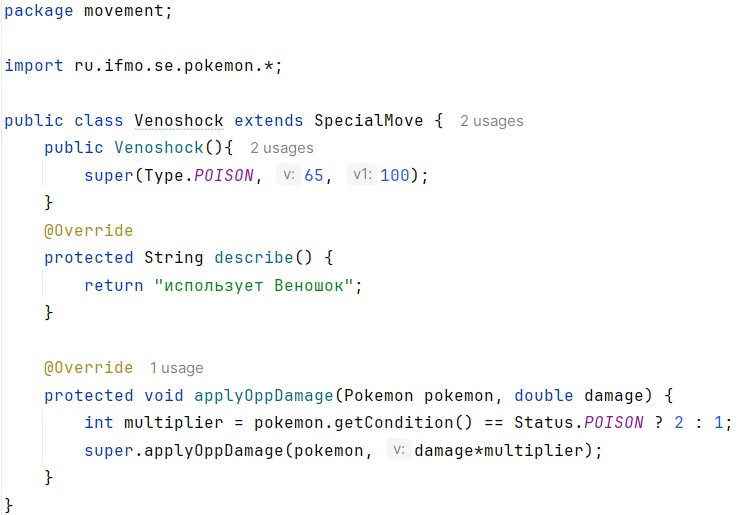 package movement;
import ru.ifmo.se.pokemon.*;
public class Venoshock extends SpecialMove { 2 usages
public Venoshock(){ 2 usages
super(Type.POISON, v: 65, v1: 100);
}
@Override
protected String describe() {
return "использует Веношок";
}
@Override 1 usage
protected void applyOppDamage(Pokemon pokemon, double damage) {
int multiplier = pokemon.getCondition() == Status.POISON ? 2 : 1;
super.applyOppDamage(pokemon, v: damage*multiplier);
}
}